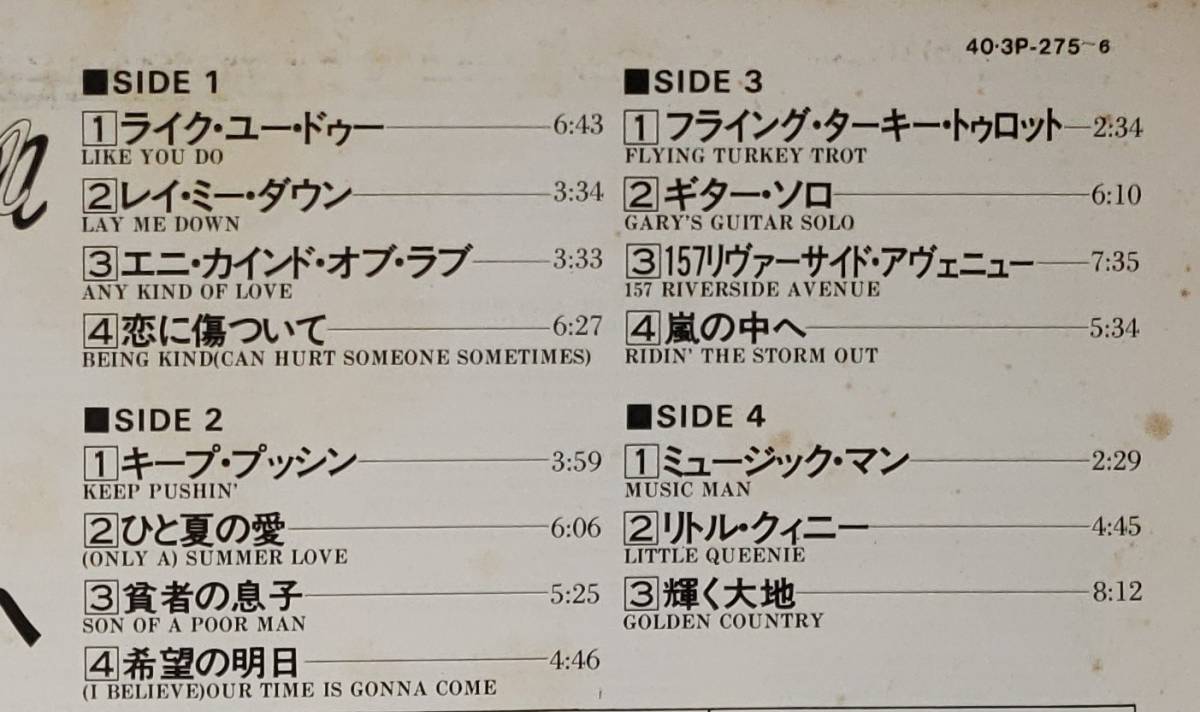 40·3P-275~6
■SIDE 1
1 ライク・ユー・ドゥー 6:43
LIKE YOU DO
2 レイ・ミー・ダウン 3:34
LAY ME DOWN
3 エニ・カインド・オブ・ラブ 3:33
ANY KIND OF LOVE
4 恋に傷ついて 6:27
BEING KIND(CAN HURT SOMEONE SOMETIMES)
■SIDE 2
1 キープ・プッシン 3:59
KEEP PUSHIN'
2 ひと夏の愛 6:06
(ONLY A) SUMMER LOVE
3 貧者の息子 5:25
SON OF A POOR MAN
4 希望の明日 4:46
(I BELIEVE)OUR TIME IS GONNA COME
■SIDE 3
1 フライング・ターキー・トゥロット 2:34
FLYING TURKEY TROT
2 ギター・ソロ 6:10
GARY'S GUITAR SOLO
3 157リヴァーサイド・アヴェニュー 7:35
157 RIVERSIDE AVENUE
4 嵐の中へ 5:34
RIDIN' THE STORM OUT
■SIDE 4
1 ミュージック・マン 2:29
MUSIC MAN
2 リトル・クィニー 4:45
LITTLE QUEENIE
3 輝く大地 8:12
GOLDEN COUNTRY